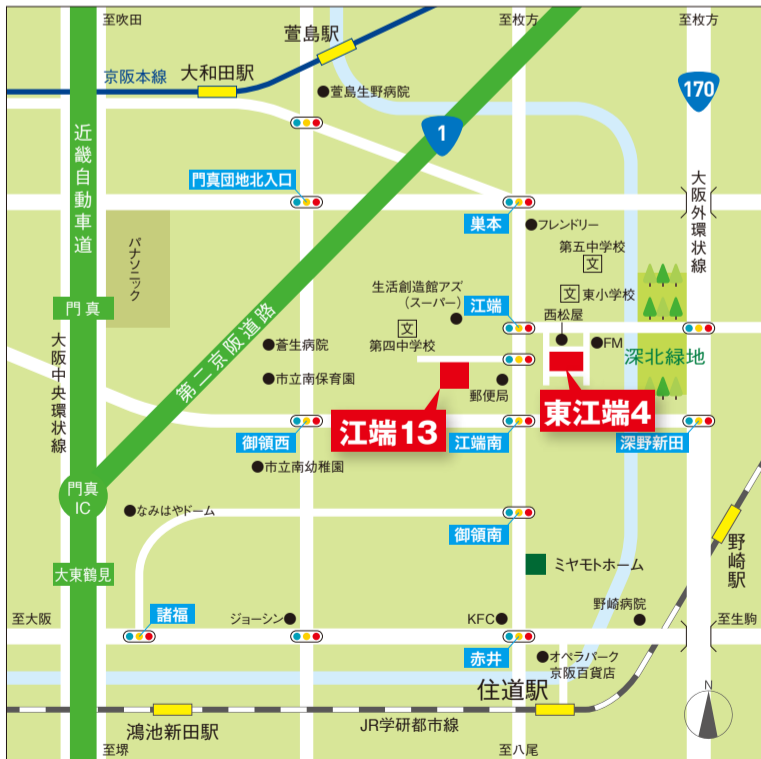 至吹田
至枚方
至枚方
萱島駅
京阪本線
大和田駅
萱島生野病院
170
1
近畿自動車道
門真団地北入口
大阪外環状線
巣本
フレンドリー
パナソニック
第五中学校
文
生活創造館アズ
(スーパー)
江端
文
東小学校
門真
西松屋
文
第四中学校
FM
第二京阪道路
蒼生病院
深北緑地
大阪中央環状線
市立南保育園
郵便局
江端13
東江端4
御領西
江端南
深野新田
市立南幼稚園
門真
IC
なみはやドーム
御領南
野崎駅
ミヤモトホーム
大東鶴見
諸福
野崎病院
至大阪
ジョーシン
KFC
至生駒
赤井
オペラパーク
京阪百貨店
住道駅
N
鴻池新田駅
JR学研都市線
至堺
至八尾